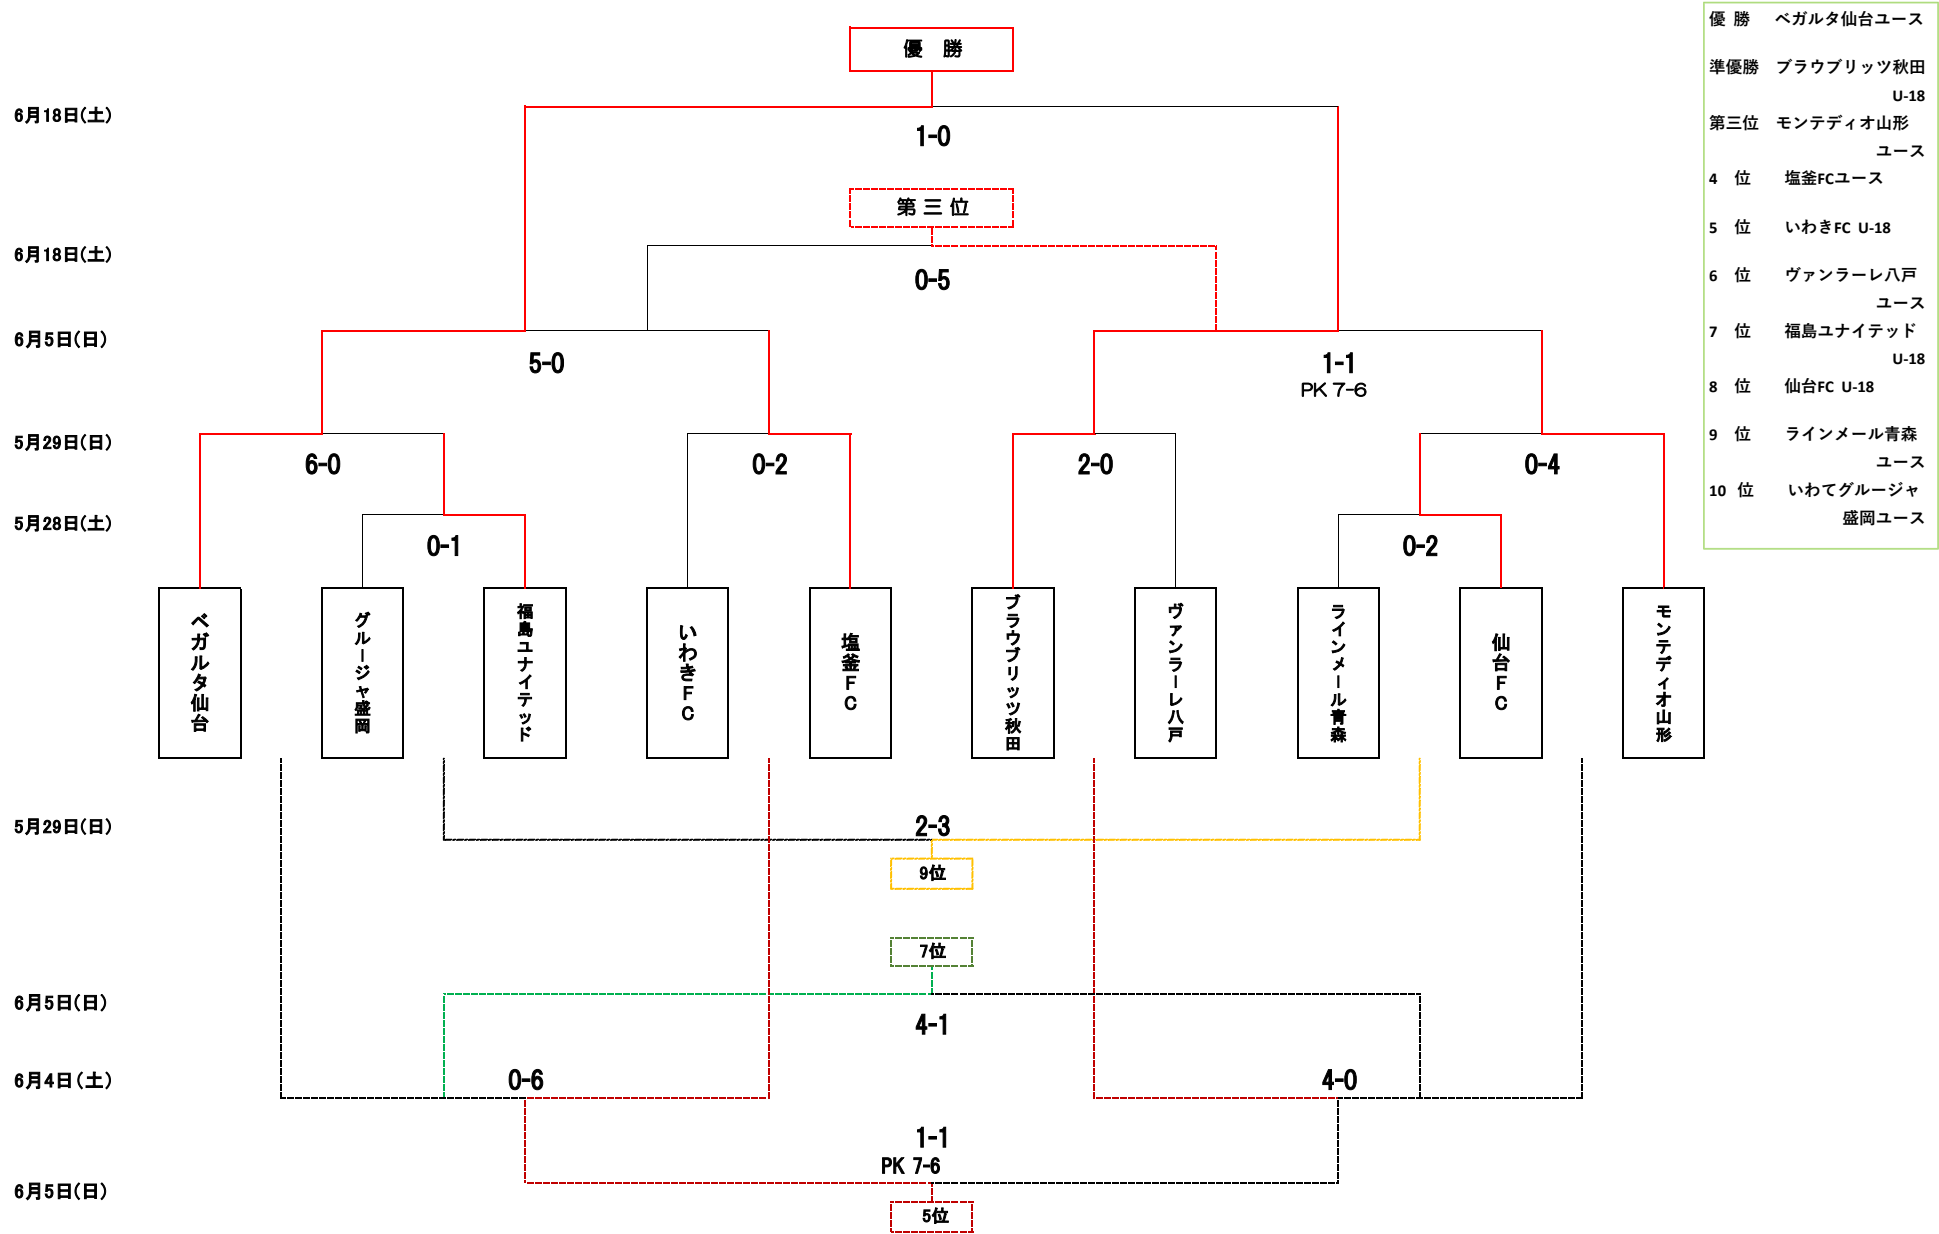 優 勝
6月18日(土)
1-0
第 三 位
6月18日(土)
0-5
6月5日(日)
5-0
1-1
PK 7-6
5月29日(日)
6-0
0-2
2-0
0-4
5月28日(土)
0-1
0-2
ベガルタ仙台
グルージャ盛岡
福島ユナイテッド
いわきFC
塩釜FC
ブラウブリッツ秋田
ヴァンラーレ八戸
ラインメール青森
仙台FC
モンテディオ山形
5月29日(日)
2-3
9位
7位
6月5日(日)
4-1
6月4日(土)
0-6
4-0
1-1
PK 7-6
6月5日(日)
5位
優 勝 ベガルタ仙台ユース
準優勝 ブラウブリッツ秋田
U-18
第三位 モンテディオ山形
ユース
4 位 塩釜FCユース
5 位 いわきFC U-18
6 位 ヴァンラーレ八戸
ユース
7 位 福島ユナイテッド
U-18
8 位 仙台FC U-18
9 位 ラインメール青森
ユース
10 位 いわてグルージャ
盛岡ユース